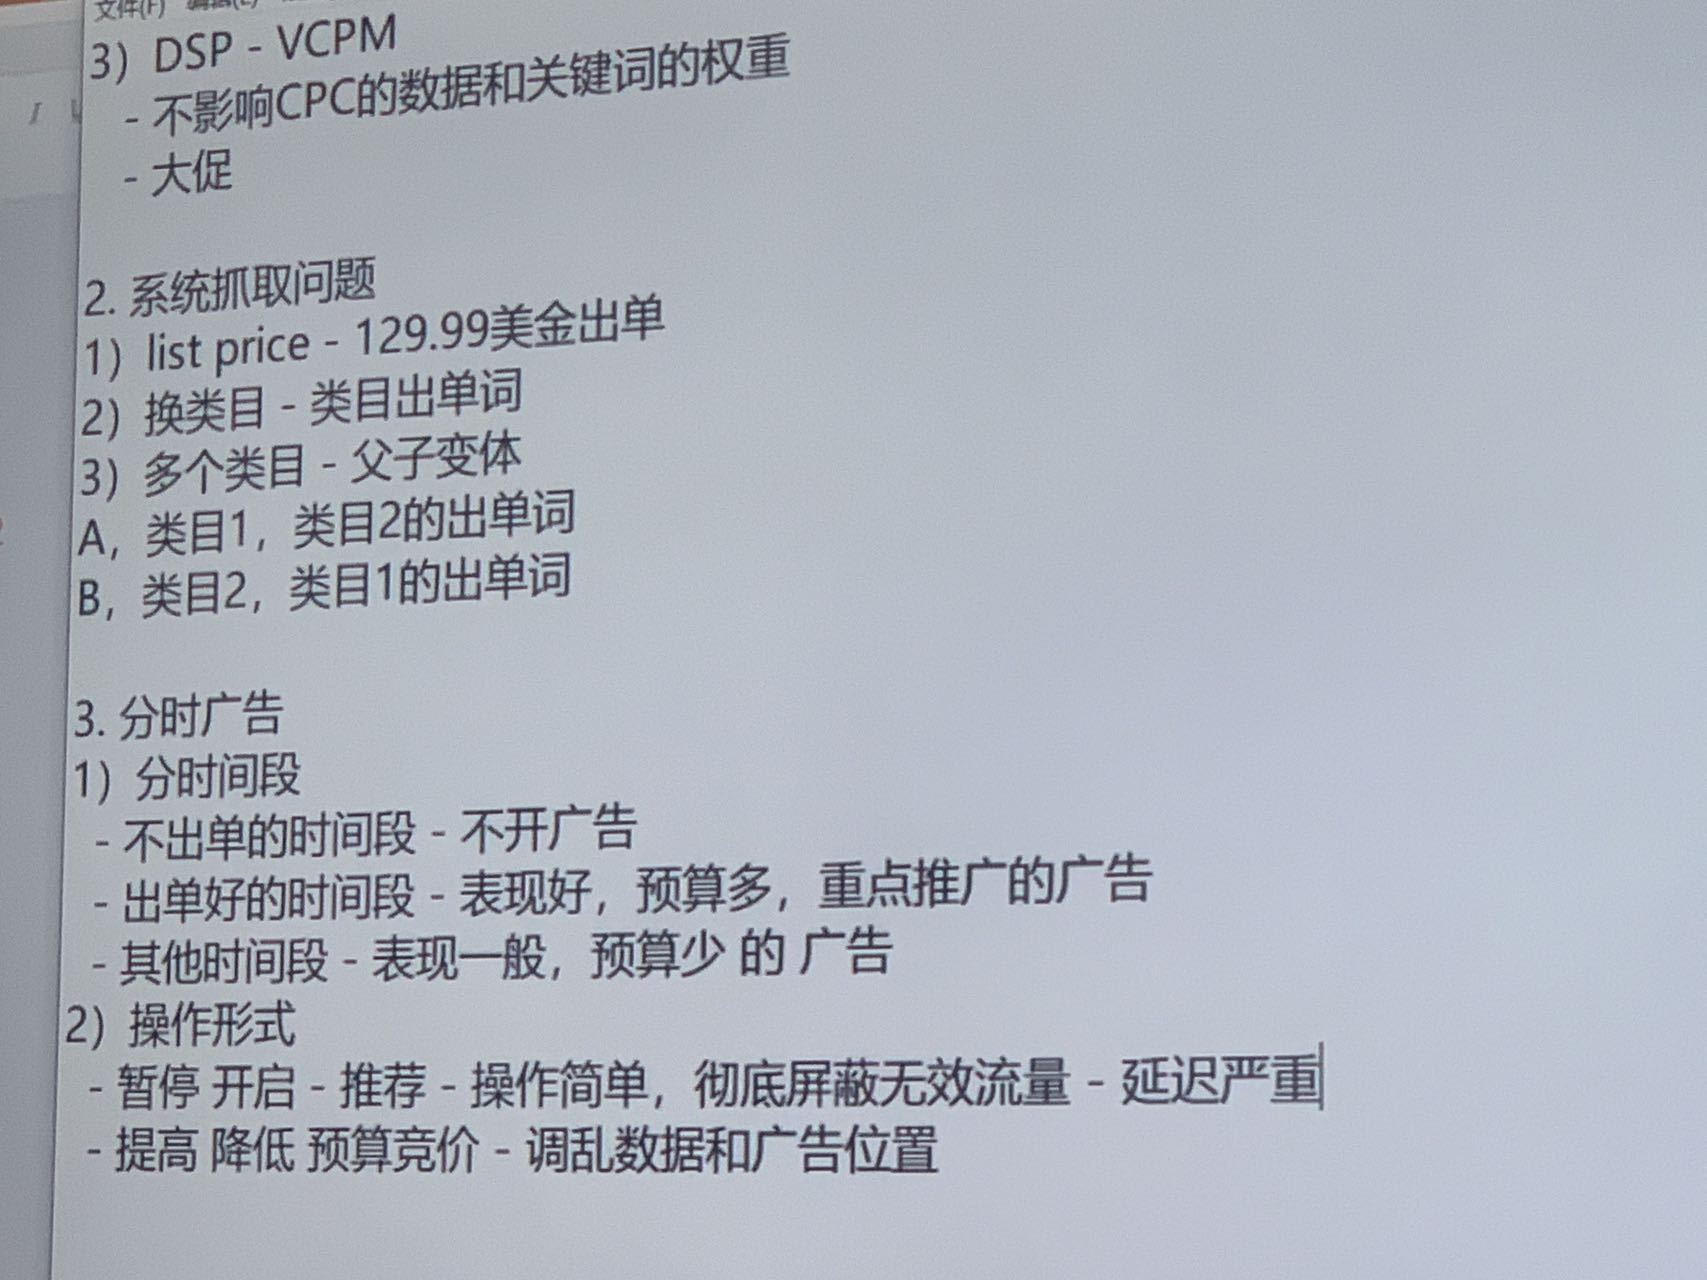 文件(F) 编辑(E)
3）DSP - VCPM
- 不影响CPC的数据和关键词的权重
- 大促
2. 系统抓取问题
1）list price - 129.99美金出单
2）换类目 - 类目出单词
3）多个类目 - 父子变体
A，类目1，类目2的出单词
B，类目2，类目1的出单词
3. 分时广告
1）分时间段
- 不出单的时间段 - 不开广告
- 出单好的时间段 - 表现好，预算多，重点推广的广告
- 其他时间段 - 表现一般，预算少 的 广告
2）操作形式
- 暂停 开启 - 推荐 - 操作简单，彻底屏蔽无效流量 - 延迟严重
- 提高 降低 预算竞价 - 调乱数据和广告位置